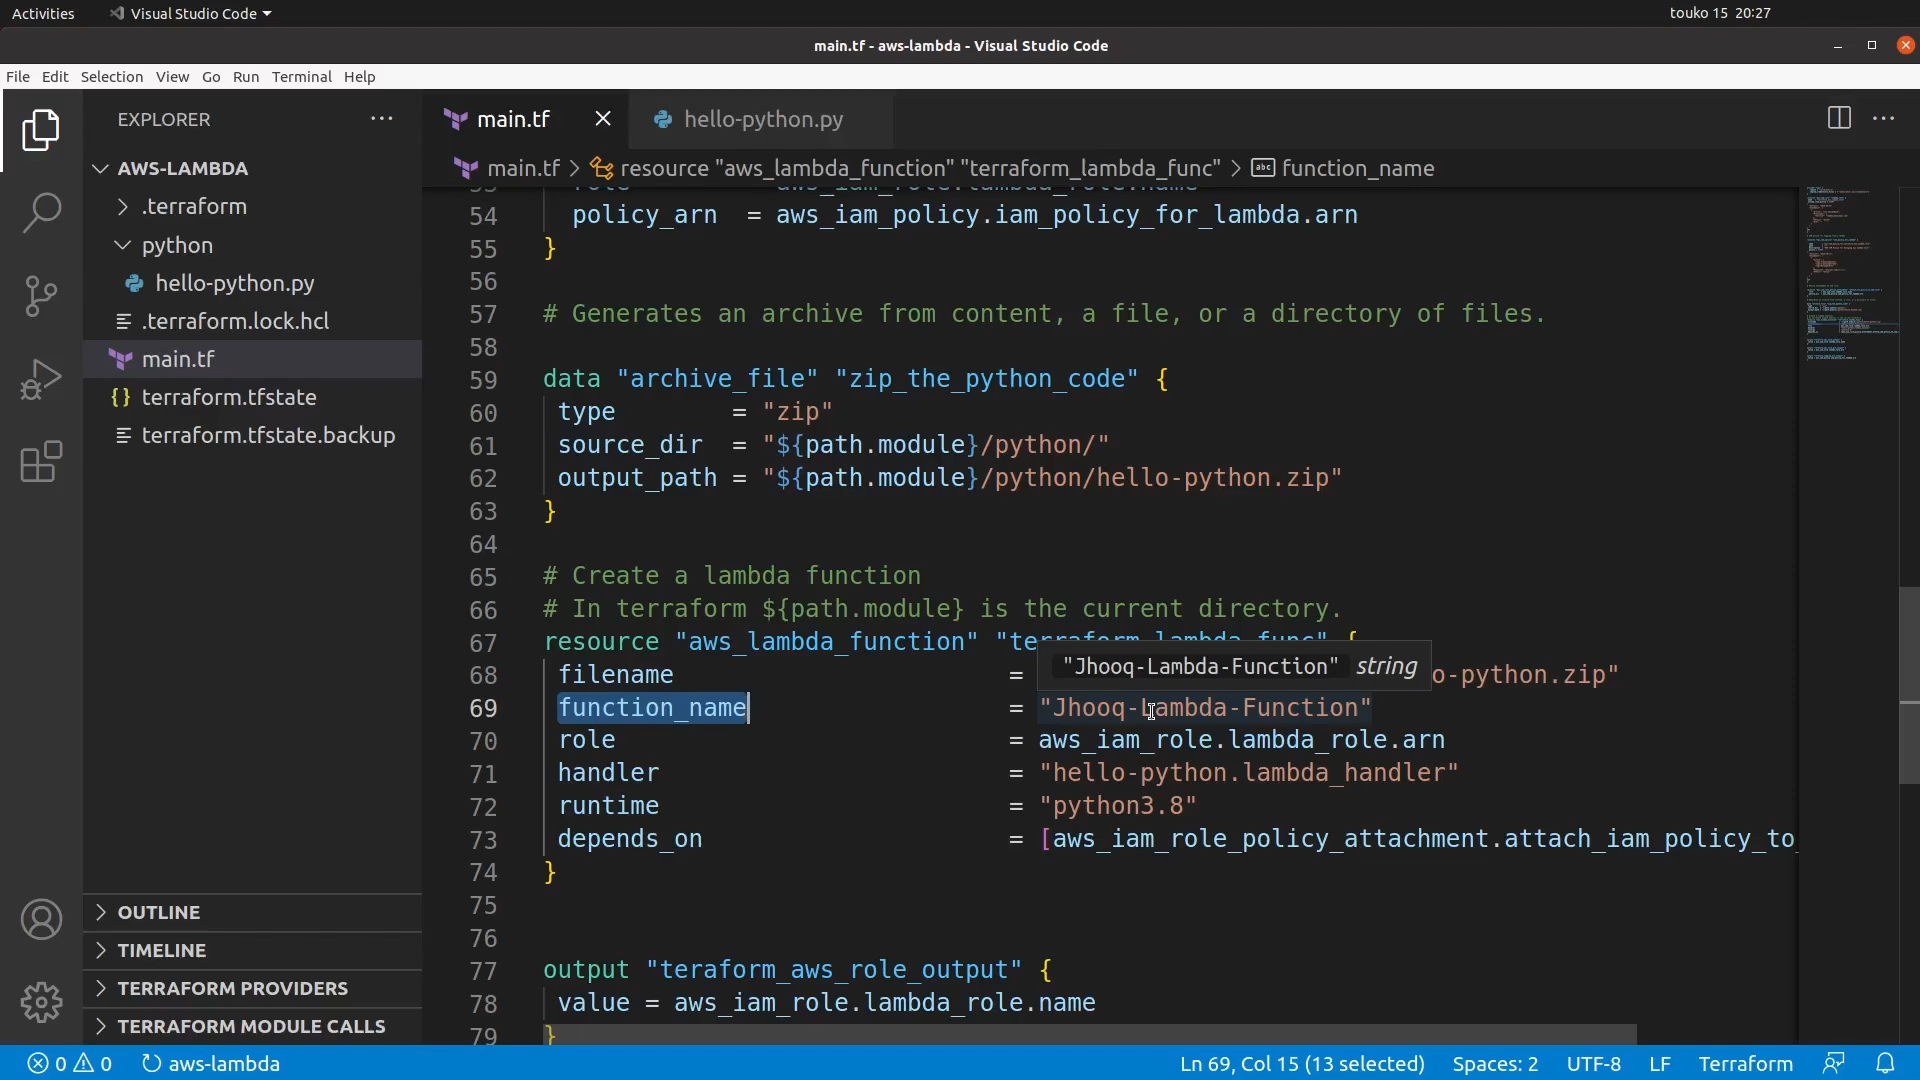 Activities Visual Studio Code touko 15 20:27
main.tf - aws-lambda - Visual Studio Code
File Edit Selection View Go Run Terminal Help
EXPLORER
AWS-LAMBDA
.terraform
python
hello-python.py
.terraform.lock.hcl
main.tf
terraform.tfstate
terraform.tfstate.backup
OUTLINE
TIMELINE
TERRAFORM PROVIDERS
TERRAFORM MODULE CALLS
main.tf hello-python.py
main.tf > resource "aws_lambda_function" "terraform_lambda_func" > function_name
54 policy_arn = aws_iam_policy.iam_policy_for_lambda.arn
55 }
56
57 # Generates an archive from content, a file, or a directory of files.
58
59 data "archive_file" "zip_the_python_code" {
60 type = "zip"
61 source_dir = "${path.module}/python/"
62 output_path = "${path.module}/python/hello-python.zip"
63 }
64
65 # Create a lambda function
66 # In terraform ${path.module} is the current directory.
67 resource "aws_lambda_function" "terraform_lambda_func" {
"Jhooq-Lambda-Function" string
68 filename = o-python.zip"
69 function_name = "Jhooq-Lambda-Function"
70 role = aws_iam_role.lambda_role.arn
71 handler = "hello-python.lambda_handler"
72 runtime = "python3.8"
73 depends_on = [aws_iam_role_policy_attachment.attach_iam_policy_to_
74 }
75
76
77 output "teraform_aws_role_output" {
78 value = aws_iam_role.lambda_role.name
79 }
0 0 aws-lambda Ln 69, Col 15 (13 selected) Spaces: 2 UTF-8 LF Terraform